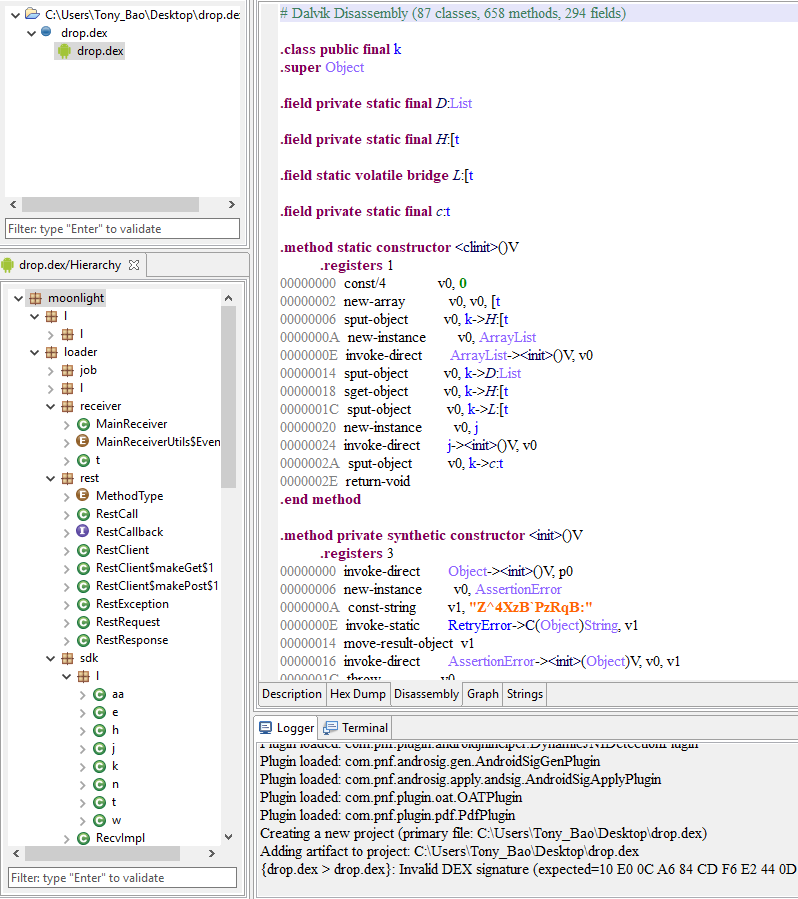 C:\Users\Tony_Bao\Desktop\drop.de
drop.dex
drop.dex
Filter: type "Enter" to validate
drop.dex/Hierarchy
moonlight
l
l
loader
job
l
receiver
MainReceiver
MainReceiverUtils$Even
t
rest
MethodType
RestCall
RestCallback
RestClient
RestClient$makeGet$1
RestClient$makePost$1
RestException
RestRequest
RestResponse
sdk
l
aa
e
h
j
k
n
t
w
RecvImpl
Filter: type "Enter" to validate
# Dalvik Disassembly (87 classes, 658 methods, 294 fields)
.class public final k
.super Object
.field private static final D:List
.field private static final H:[t
.field static volatile bridge L:[t
.field private static final c:t
.method static constructor <clinit>()V
.registers 1
00000000 const/4 v0, 0
00000002 new-array v0, v0, [t
00000006 sput-object v0, k->H:[t
0000000A new-instance v0, ArrayList
0000000E invoke-direct ArrayList-><init>()V, v0
00000014 sput-object v0, k->D:List
00000018 sget-object v0, k->H:[t
0000001C sput-object v0, k->L:[t
00000020 new-instance v0, j
00000024 invoke-direct j-><init>()V, v0
0000002A sput-object v0, k->c:t
0000002E return-void
.end method
.method private synthetic constructor <init>()V
.registers 3
00000000 invoke-direct Object-><init>()V, p0
00000006 new-instance v0, AssertionError
0000000A const-string v1, "Z^4XzB`PzRqB:"
0000000E invoke-static RetryError->C(Object)String, v1
00000014 move-result-object v1
00000016 invoke-direct AssertionError-><init>(Object)V, v0, v1
0000001C throw v0
Description Hex Dump Disassembly Graph Strings
Logger Terminal
Plugin loaded: com.pnf.plugin.androidjnihelper.DynamicJNIDetectionPlugin
Plugin loaded: com.pnf.androsig.gen.AndroidSigGenPlugin
Plugin loaded: com.pnf.androsig.apply.andsig.AndroidSigApplyPlugin
Plugin loaded: com.pnf.plugin.oat.OATPlugin
Plugin loaded: com.pnf.plugin.pdf.PdfPlugin
Creating a new project (primary file: C:\Users\Tony_Bao\Desktop\drop.dex)
Adding artifact to project: C:\Users\Tony_Bao\Desktop\drop.dex
{drop.dex > drop.dex}: Invalid DEX signature (expected=10 E0 0C A6 84 CD F6 E2 44 0D